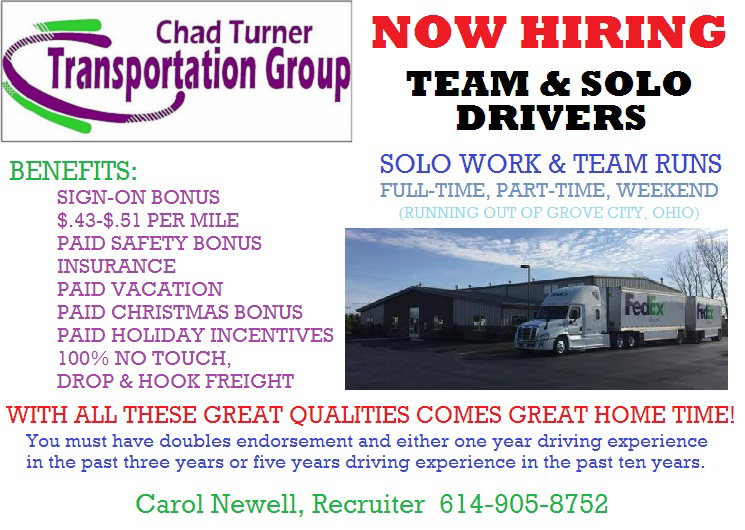 Chad Turner
Transportation Group
NOW HIRING
TEAM & SOLO
DRIVERS
SOLO WORK & TEAM RUNS
FULL-TIME, PART-TIME, WEEKEND
(RUNNING OUT OF GROVE CITY, OHIO)
BENEFITS:
SIGN-ON BONUS
$.43-$.51 PER MILE
PAID SAFETY BONUS
INSURANCE
PAID VACATION
PAID CHRISTMAS BONUS
PAID HOLIDAY INCENTIVES
100% NO TOUCH,
DROP & HOOK FREIGHT
FedEx
FedEx
WITH ALL THESE GREAT QUALITIES COMES GREAT HOME TIME!
You must have doubles endorsement and either one year driving experience
in the past three years or five years driving experience in the past ten years.
Carol Newell, Recruiter 614-905-8752